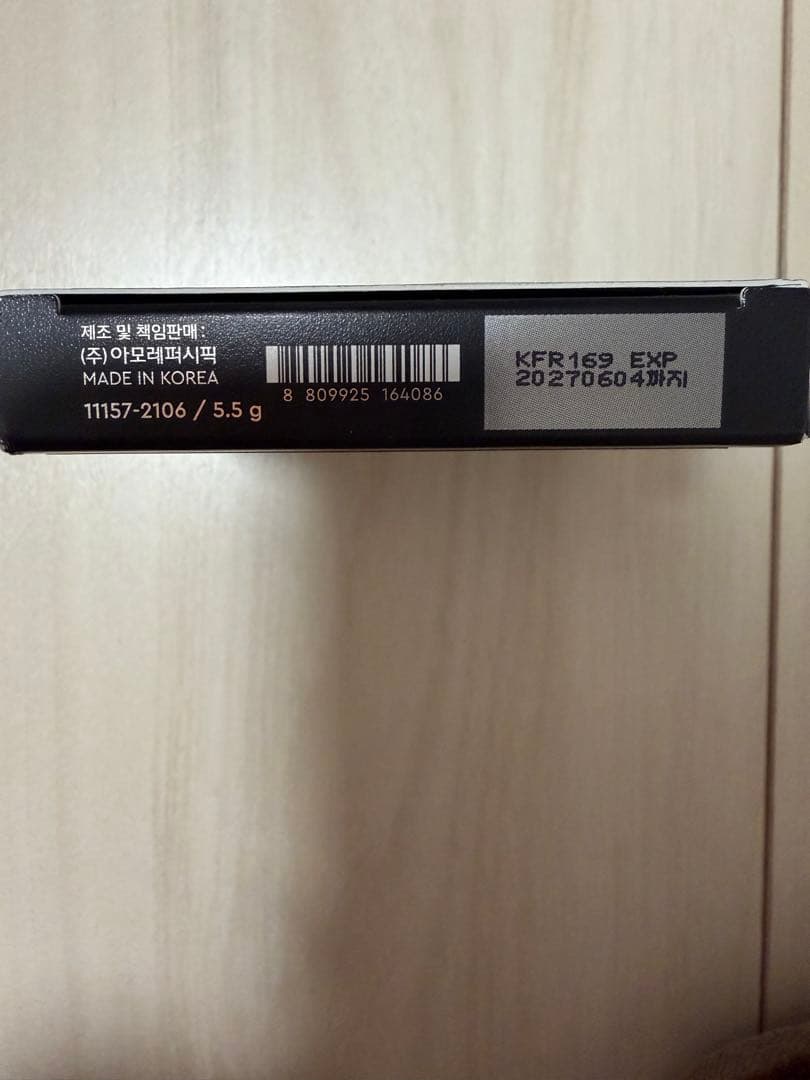 제조 및 책임판매 :
(주)아모레퍼시픽
MADE IN KOREA
11157-2106 / 5.5 g
8 809925 164086
KFR169 EXP
20270604까지